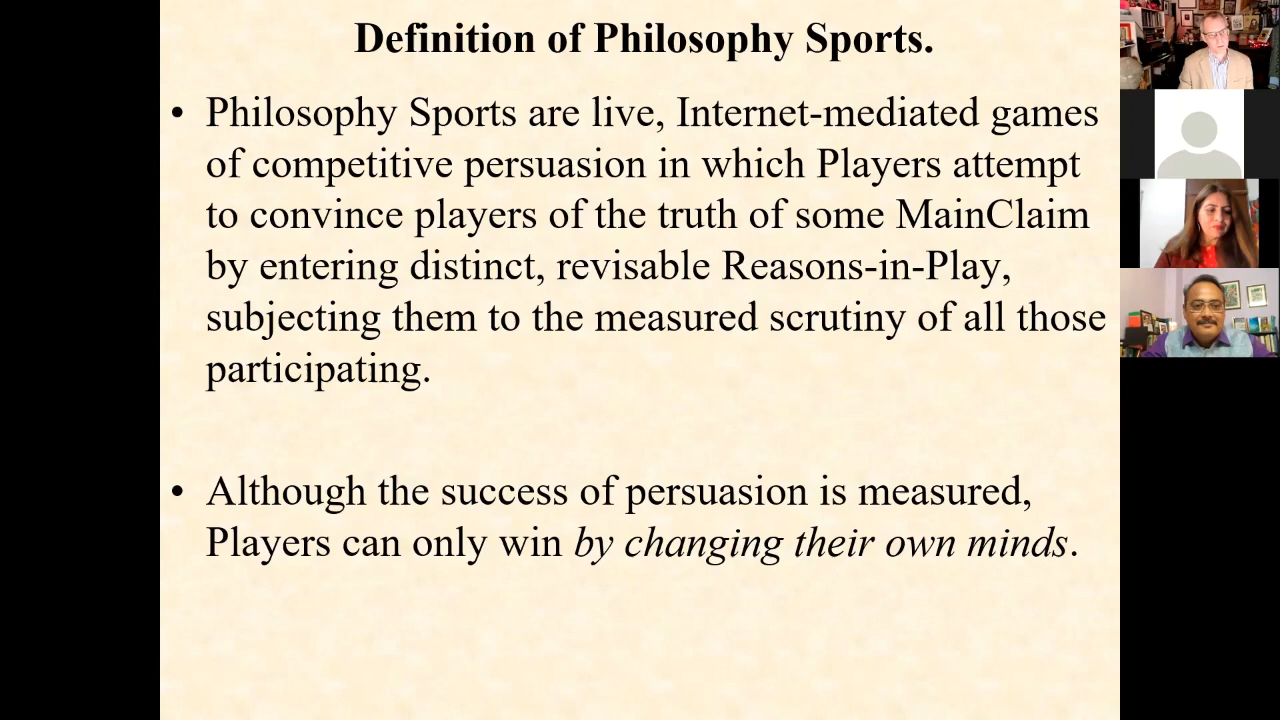 Definition of Philosophy Sports.
• Philosophy Sports are live, Internet-mediated games
of competitive persuasion in which Players attempt
to convince players of the truth of some MainClaim
by entering distinct, revisable Reasons-in-Play,
subjecting them to the measured scrutiny of all those
participating.
• Although the success of persuasion is measured,
Players can only win by changing their own minds.